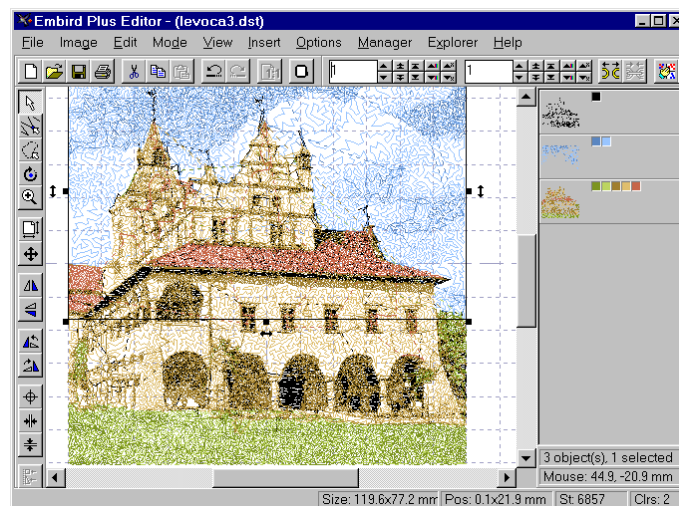 Embird Plus Editor - (levoca3.dst)
File Image Edit Mode View Insert Options Manager Explorer Help
1:1 1 1
3 object(s), 1 selected
Mouse: 44.9, -20.9 mm
Size: 119.6x77.2 mm Pos: 0.1x21.9 mm St: 6857 Clrs: 2